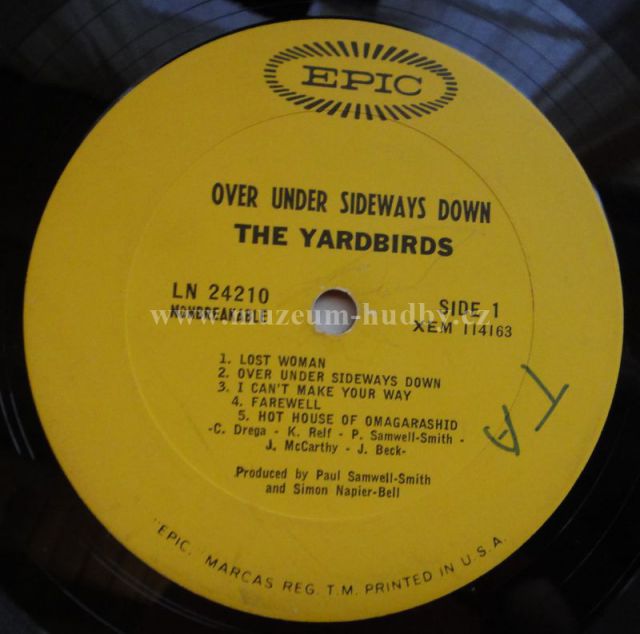 EPIC
OVER UNDER SIDEWAYS DOWN
THE YARDBIRDS
LN 24210
NONBREAKABLE
SIDE 1
XEM 114163
www.muzeum-hudby.cz
1. LOST WOMAN
2. OVER UNDER SIDEWAYS DOWN
3. I CAN'T MAKE YOUR WAY
4. FAREWELL
5. HOT HOUSE OF OMAGARASHID
-C. Drega - K. Relf - P. Samwell-Smith -
J. McCarthy - J. Beck-
Produced by Paul Samwell-Smith
and Simon Napier-Bell
TA
"EPIC," MARCAS REG. T.M. PRINTED IN U.S.A.